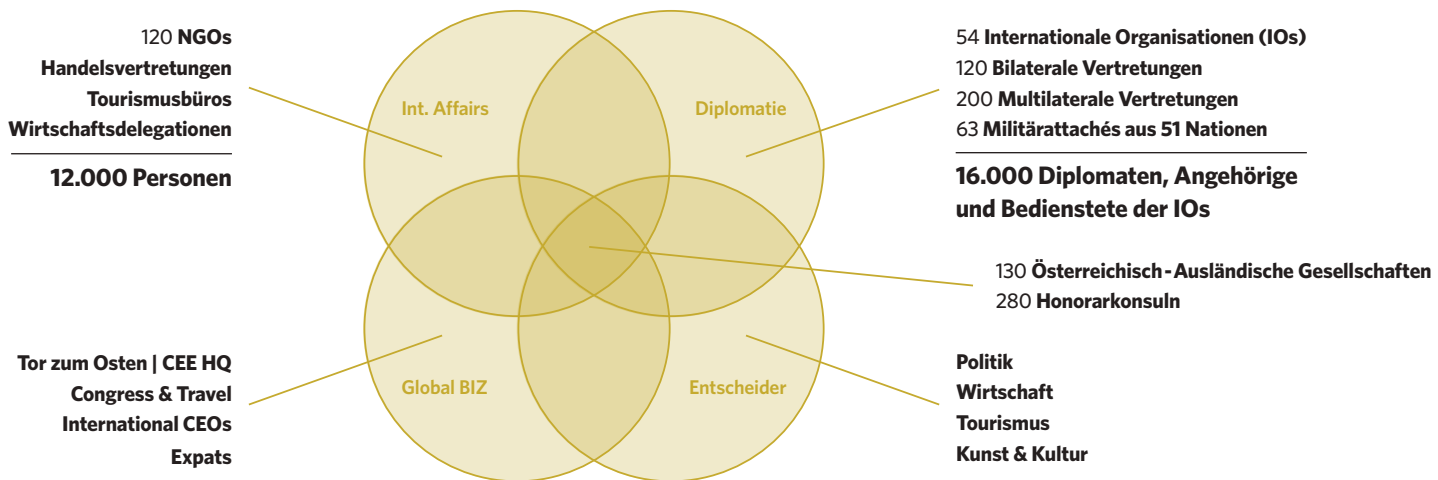 120 NGOs
Handelsvertretungen
Tourismusbüros
Wirtschaftsdelegationen
12.000 Personen
Int. Affairs
Diplomatie
54 Internationale Organisationen (IOs)
120 Bilaterale Vertretungen
200 Multilaterale Vertretungen
63 Militärattachés aus 51 Nationen
16.000 Diplomaten, Angehörige
und Bedienstete der IOs
130 Österreichisch-Ausländische Gesellschaften
280 Honorarkonsuln
Tor zum Osten | CEE HQ
Congress & Travel
International CEOs
Expats
Global BIZ
Entscheider
Politik
Wirtschaft
Tourismus
Kunst & Kultur